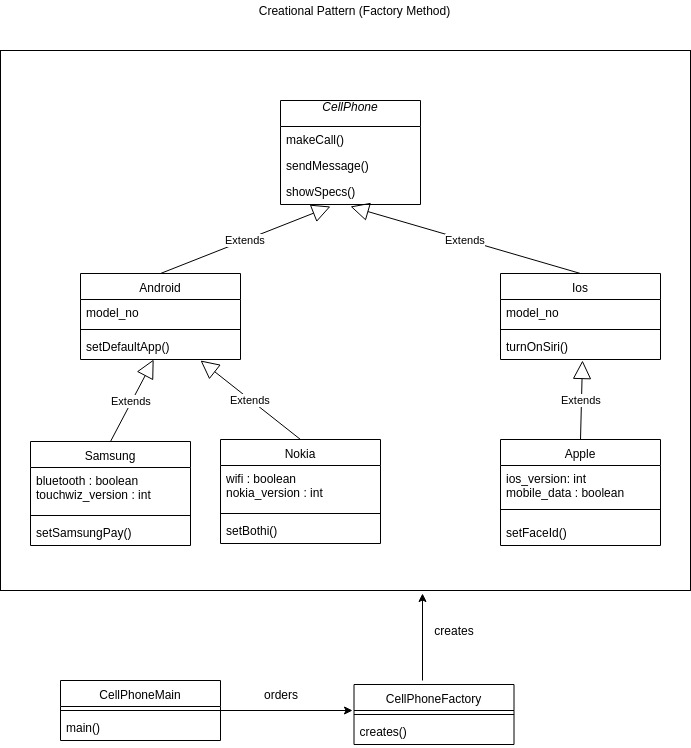 Creational Pattern (Factory Method)
CellPhone
makeCall()
sendMessage()
showSpecs()
Extends
Extends
Android
model_no
setDefaultApp()
Ios
model_no
turnOnSiri()
Extends
Extends
Extends
Samsung
bluetooth : boolean
touchwiz_version : int
setSamsungPay()
Nokia
wifi : boolean
nokia_version : int
setBothi()
Apple
ios_version: int
mobile_data : boolean
setFaceId()
creates
CellPhoneMain
main()
orders
CellPhoneFactory
creates()